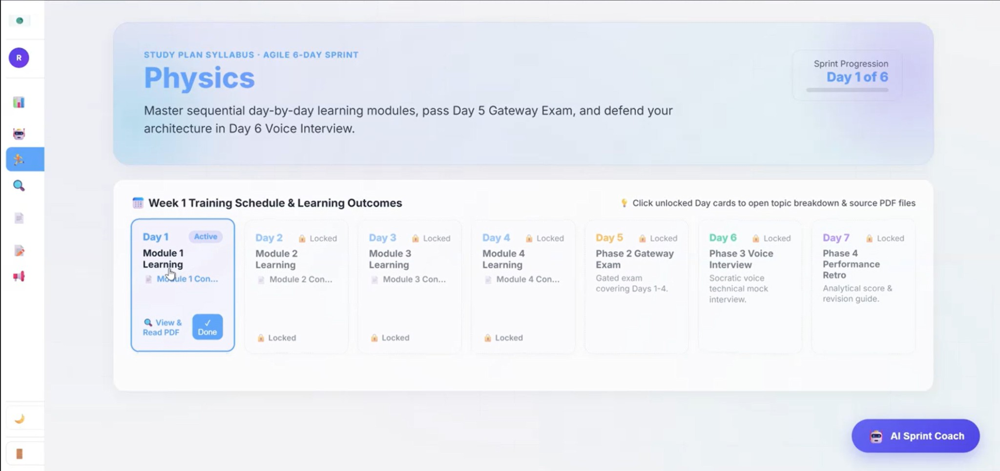 R
STUDY PLAN SYLLABUS · AGILE 6-DAY SPRINT
Physics
Master sequential day-by-day learning modules, pass Day 5 Gateway Exam, and defend your
architecture in Day 6 Voice Interview.
Sprint Progression
Day 1 of 6
Week 1 Training Schedule & Learning Outcomes
Click unlocked Day cards to open topic breakdown & source PDF files
Day 1 Active
Module 1
Learning
Module 1 Con...
View &
Read PDF
✓
Done
Day 2 Locked
Module 2
Learning
Module 2 Con...
Locked
Day 3 Locked
Module 3
Learning
Module 3 Con...
Locked
Day 4 Locked
Module 4
Learning
Module 4 Con...
Locked
Day 5 Locked
Phase 2 Gateway
Exam
Gated exam
covering Days 1-4.
Day 6 Locked
Phase 3 Voice
Interview
Socratic voice
technical mock
interview.
Day 7 Locked
Phase 4
Performance
Retro
Analytical score &
revision guide.
AI Sprint Coach